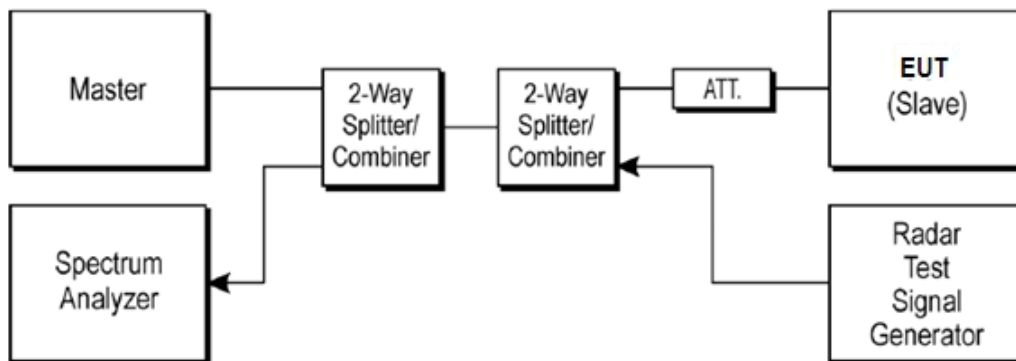 Master
2-Way
Splitter/
Combiner
2-Way
Splitter/
Combiner
ATT.
EUT
(Slave)
Spectrum
Analyzer
Radar
Test
Signal
Generator